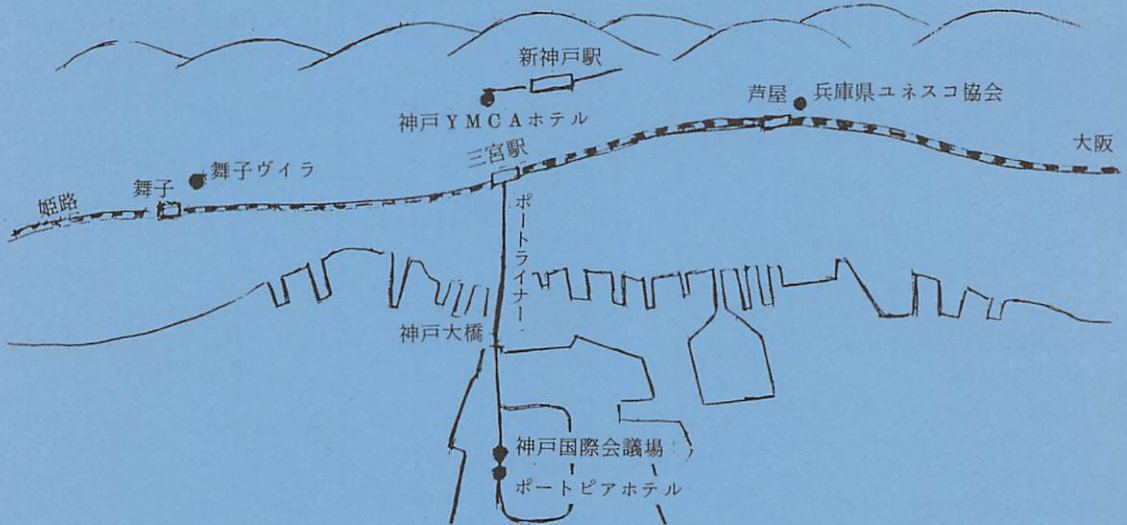 新神戸駅
芦屋
兵庫県ユネスコ協会
神戸YMCAホテル
大阪
三宮駅
舞子ヴイラ
舞子
姫路
ポートライナー
神戸大橋
神戸国際会議場
ポートピアホテル